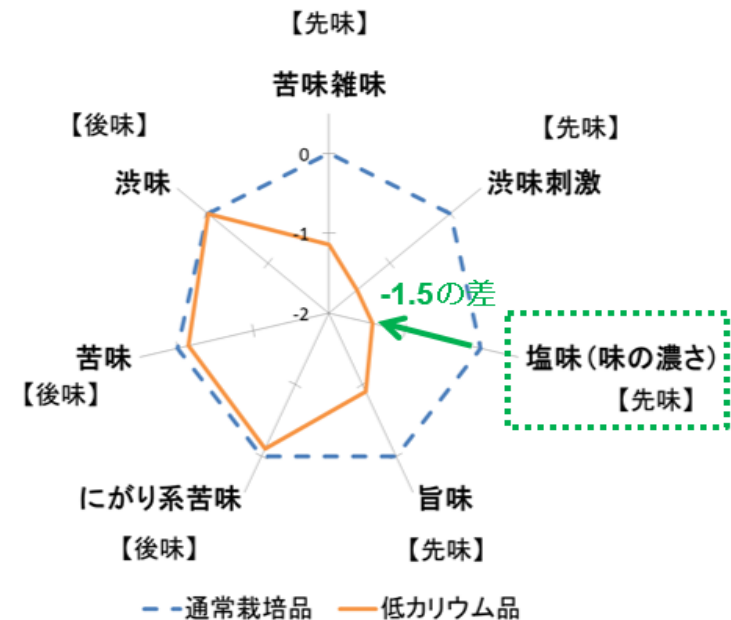 【先味】
苦味雑味
【後味】
【先味】
渋味
渋味刺激
0
-1
-2
-1.5の差
塩味(味の濃さ)
【先味】
苦味
【後味】
にがり系苦味
【後味】
旨味
【先味】
通常栽培品
低カリウム品